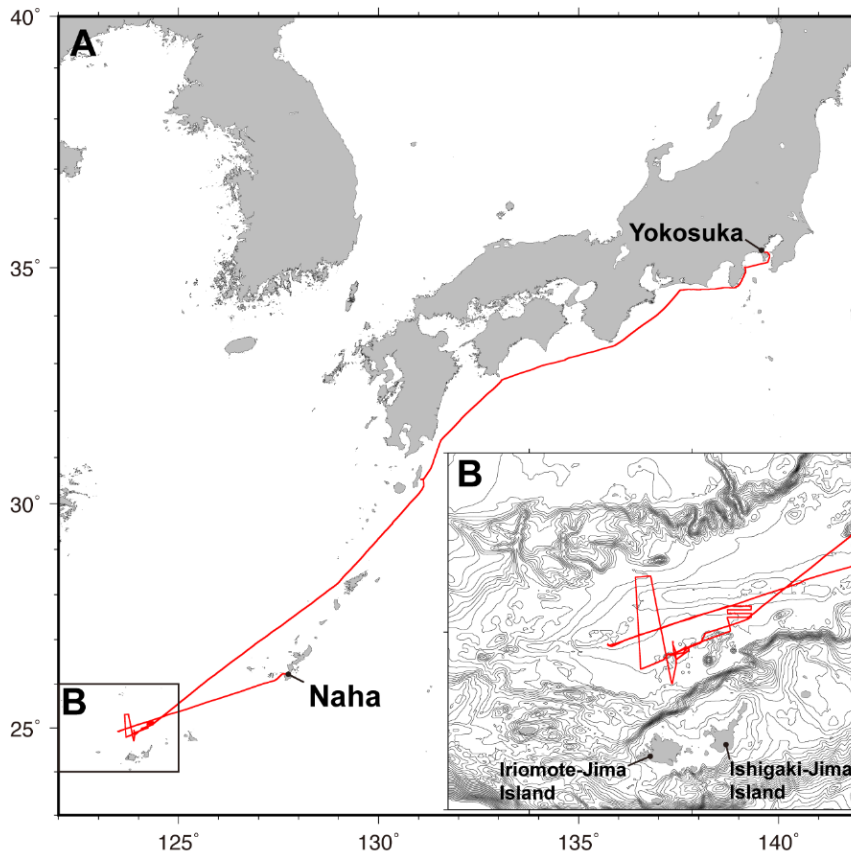 40°
A
Yokosuka
35°
B
30°
Naha
B
25°
Iriomote-Jima
Island
Ishigaki-Jima
Island
125°
130°
135°
140°